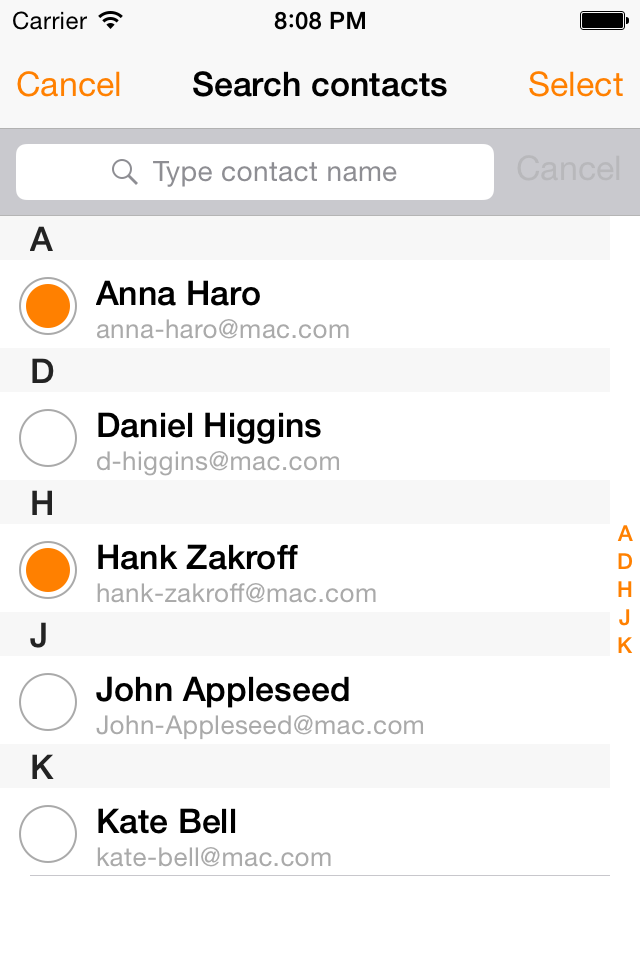 Carrier 8:08 PM
Cancel Search contacts Select
Type contact name Cancel
A
Anna Haro
anna-haro@mac.com
D
Daniel Higgins
d-higgins@mac.com
H
Hank Zakroff
hank-zakroff@mac.com
J
John Appleseed
John-Appleseed@mac.com
K
Kate Bell
kate-bell@mac.com
A
D
H
J
K